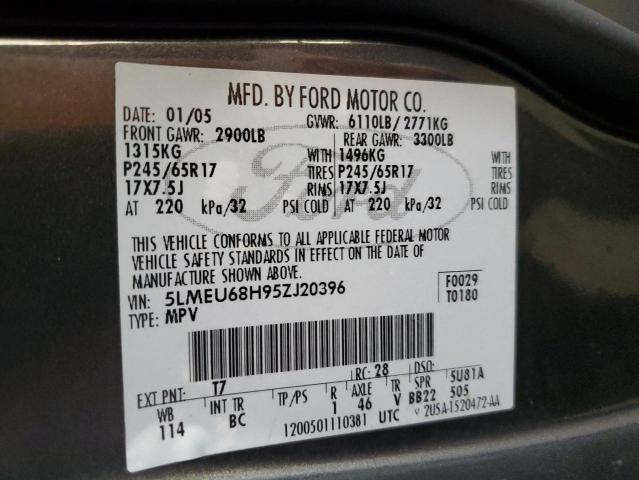 MFD. BY FORD MOTOR CO.
DATE: 01/05 GVWR: 6110LB/ 2771KG
FRONT GAWR: 2900LB REAR GAWR: 3300LB
1315KG WITH 1496KG WITH
P245/65R17 TIRES P245/65R17 TIRES
17X7.5J RIMS 17X7.5J RIMS
AT 220 kPa/32 PSI COLD AT 220 kPa/32 PSI COLD
Ford
THIS VEHICLE CONFORMS TO ALL APPLICABLE FEDERAL MOTOR
VEHICLE SAFETY STANDARDS IN EFFECT ON THE DATE OF
MANUFACTURE SHOWN ABOVE.
VIN: 5LMEU68H95ZJ20396 F0029
TYPE: MPV T0180
EXT PNT: T7 RC: 28 DSO:
WB INT TR TP/PS R AXLE TR SPR 5U81A
114 BC 1 46 V BB22 505
1200501110381 UTC ˅ 2U5A-1520472-AA